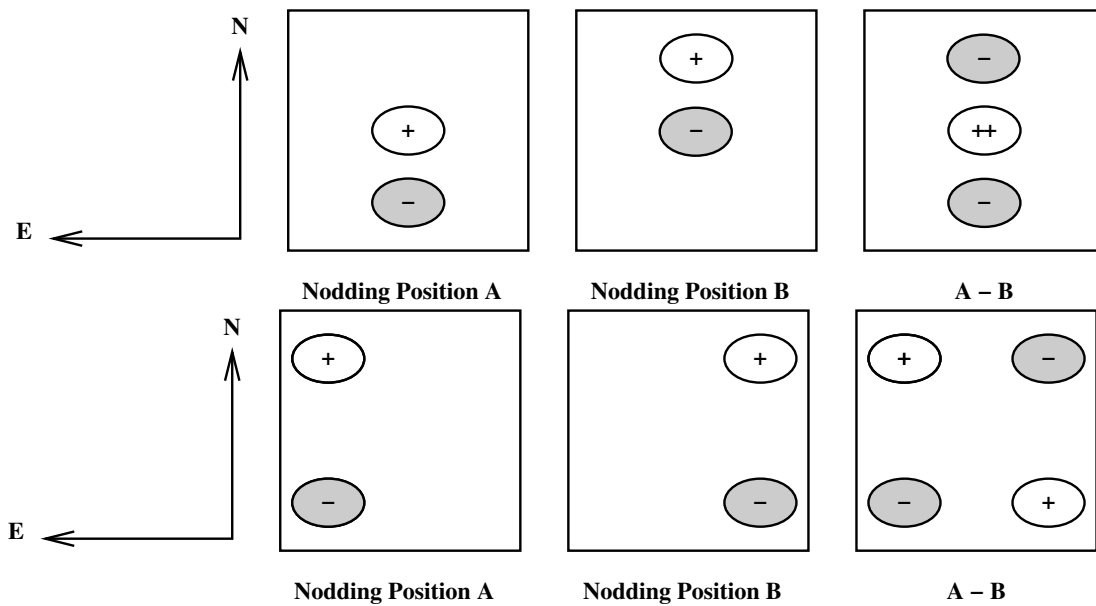 N
E
+
−
+
−
−
++
−
Nodding Position A
Nodding Position B
A − B
N
E
+
−
+
−
+
−
−
+
Nodding Position A
Nodding Position B
A − B